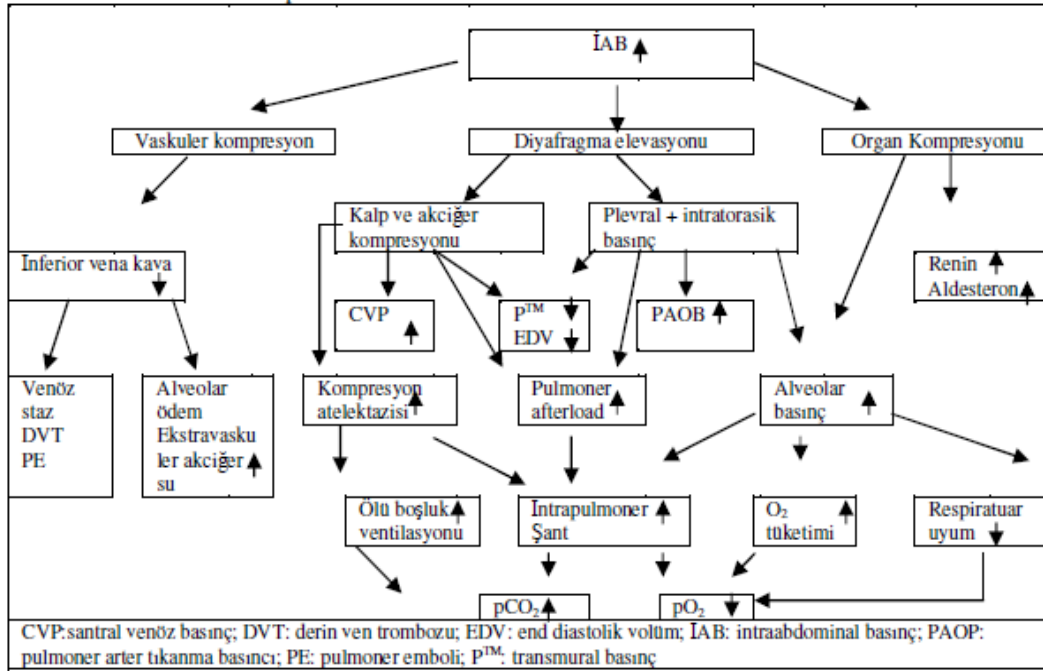 İAB
Vaskuler kompresyon
Diyafragma elevasyonu
Organ Kompresyonu
Kalp ve akciğer
kompresyonu
Plevral + intratorasik
basınç
İnferior vena kava
Renin
Aldesteron
CVP
P™
EDV
PAOB
Venöz
staz
DVT
PE
Alveolar
ödem
Ekstravasku
ler akciğer
su
Kompresyon
atelektazisi
Pulmoner
afterload
Alveolar
basınç
Ölü boşluk
ventilasyonu
İntrapulmoner
Şant
O₂
tüketimi
Respiratuar
uyum
pCO₂
pO₂
CVP:santral venöz basınç; DVT: derin ven trombozu; EDV: end diastolik volüm; İAB: intraabdominal basınç; PAOP:
pulmoner arter tıkanma basıncı; PE: pulmoner emboli; P™: transmural basınç